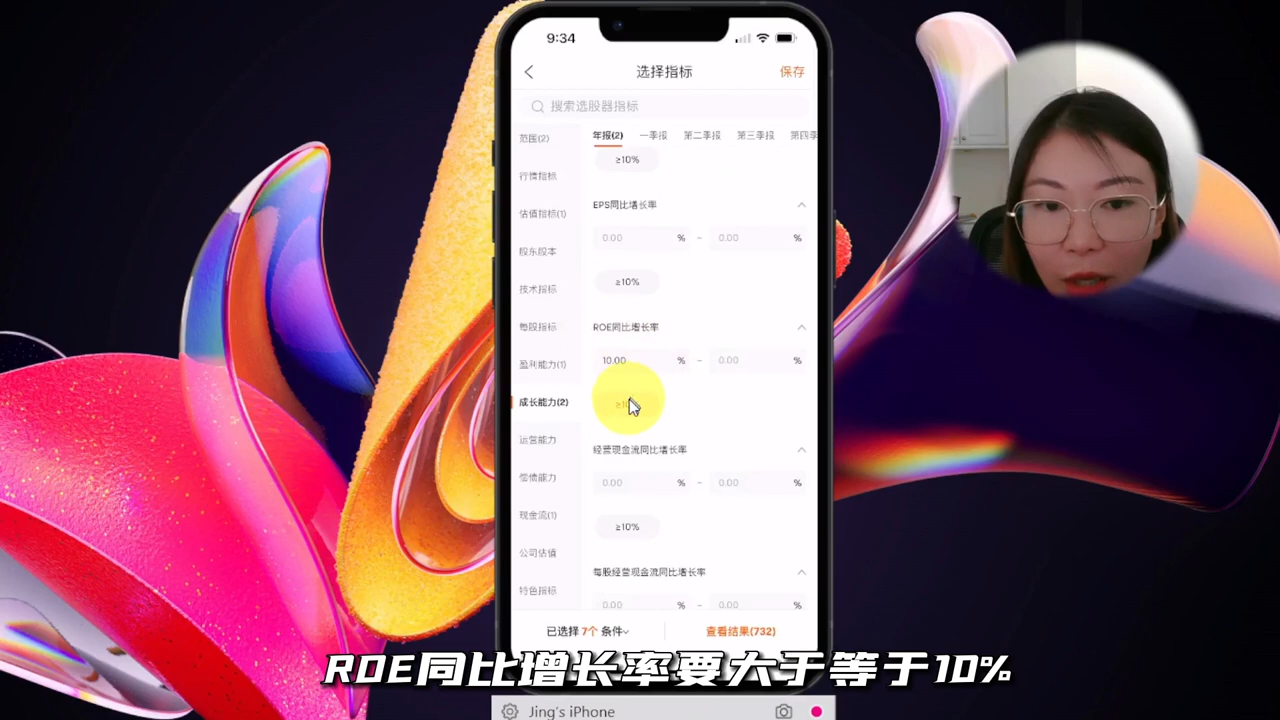 9:34
选择指标
保存
搜索选股器指标
范围(2)
行情指标
估值指标(1)
股东股本
技术指标
每股指标
盈利能力(1)
成长能力(2)
运营能力
偿债能力
现金流(1)
公司估值
特色指标
年报(2) 一季报 第二季报 第三季报 第四季
≥10%
EPS同比增长率
0.00 % - 0.00 %
≥10%
ROE同比增长率
10.00 % - 0.00 %
经营现金流同比增长率
0.00 % - 0.00 %
≥10%
每股经营现金流同比增长率
0.00 % - 0.00 %
已选择 7个 条件
查看结果(732)
ROE同比增长率要大于等于10%
Jing's iPhone